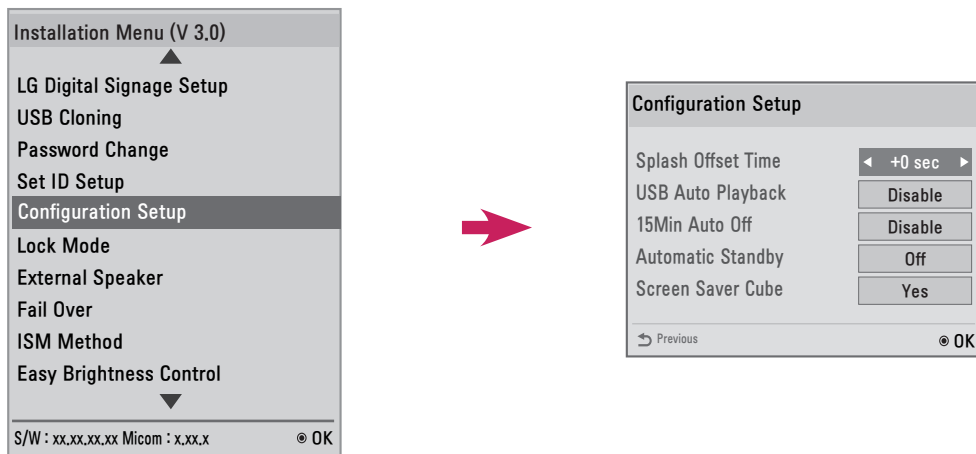 Installation Menu (V 3.0)
LG Digital Signage Setup
USB Cloning
Password Change
Set ID Setup
Configuration Setup
Lock Mode
External Speaker
Fail Over
ISM Method
Easy Brightness Control
S/W : xx.xx.xx.xx Micom : x.xx.x OK
Configuration Setup
Splash Offset Time +0 sec
USB Auto Playback Disable
15Min Auto Off Disable
Automatic Standby Off
Screen Saver Cube Yes
Previous OK